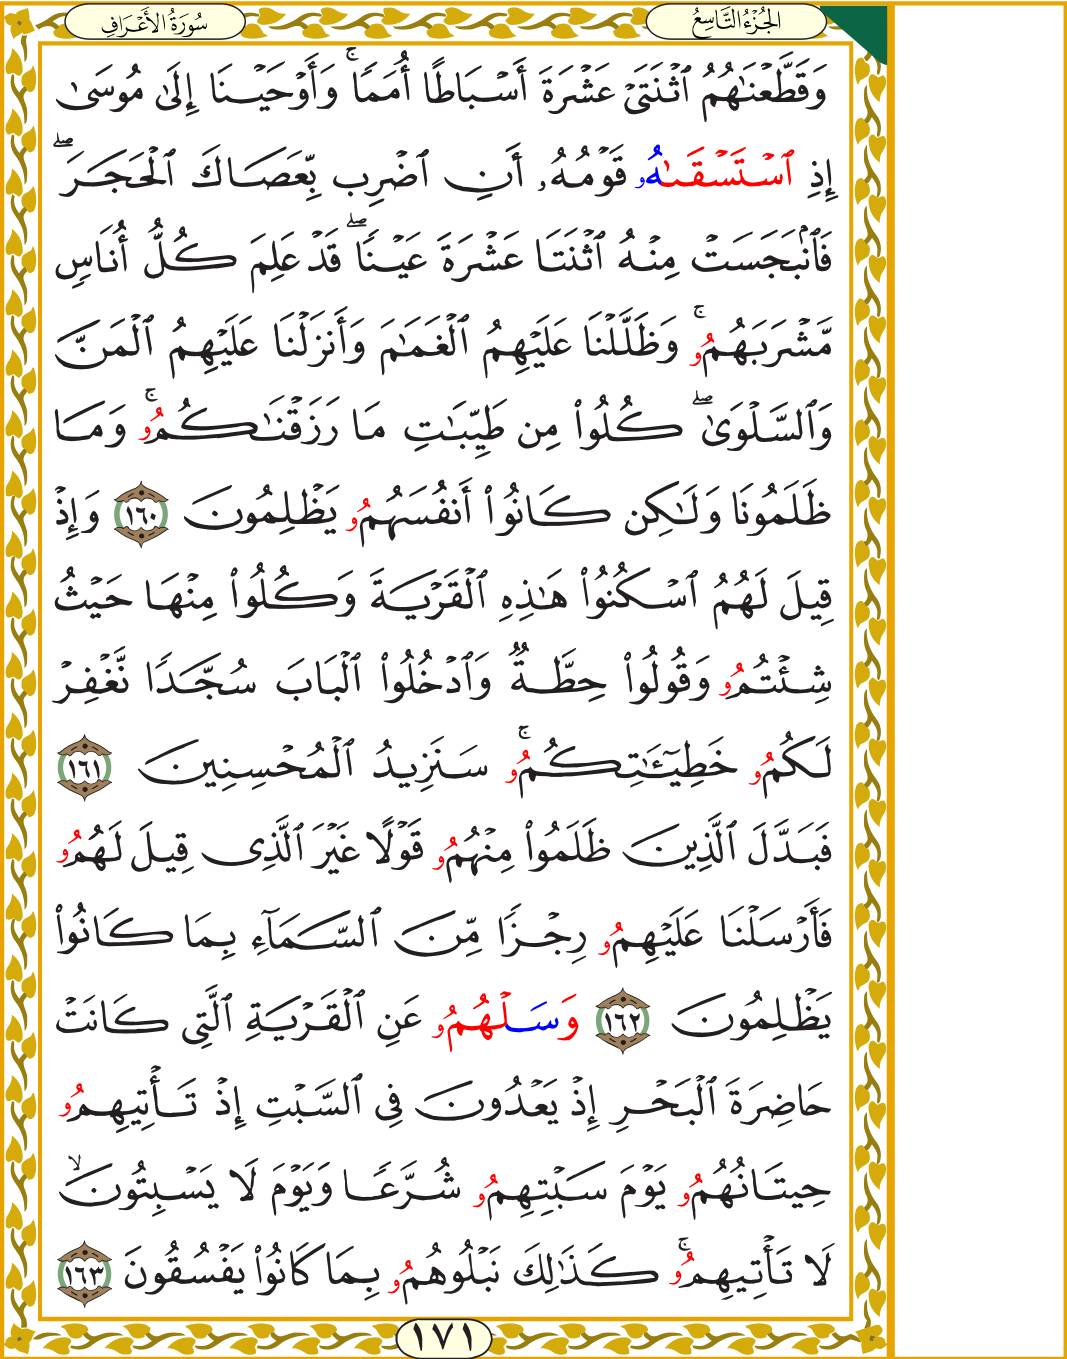 الجُزْءُ التَّاسِعُ
سُورَةُ الأَعْرَافِ
وَقَطَّعْنَٰهُمُ ٱثْنَتَىْ عَشْرَةَ أَسْبَاطًا أُمَمًا ۚ وَأَوْحَيْنَا إِلَىٰ مُوسَىٰ
إِذِ ٱسْتَسْقَىٰهُۥ قَوْمُهُۥ أَنِ ٱضْرِب بِّعَصَاكَ ٱلْحَجَرَ ۖ
فَٱنۢبَجَسَتْ مِنْهُ ٱثْنَتَا عَشْرَةَ عَيْنًا ۖ قَدْ عَلِمَ كُلُّ أُنَاسٍ
مَّشْرَبَهُمُۥ ۚ وَظَلَّلْنَا عَلَيْهِمُ ٱلْغَمَٰمَ وَأَنزَلْنَا عَلَيْهِمُ ٱلْمَنَّ
وَٱلسَّلْوَىٰ ۖ كُلُوا۟ مِن طَيِّبَٰتِ مَا رَزَقْنَٰكُمُۥ ۚ وَمَا
ظَلَمُونَا وَلَٰكِن كَانُوٓا۟ أَنفُسَهُمُۥ يَظْلِمُونَ ١٦٠ وَإِذْ
قِيلَ لَهُمُ ٱسْكُنُوا۟ هَٰذِهِ ٱلْقَرْيَةَ وَكُلُوا۟ مِنْهَا حَيْثُ
شِئْتُمُۥ وَقُولُوا۟ حِطَّةٌ وَٱدْخُلُوا۟ ٱلْبَابَ سُجَّدًا نَّغْفِرْ
لَكُمُۥ خَطِيٓـَٰٔتِكُمُۥ ۚ سَنَزِيدُ ٱلْمُحْسِنِينَ ١٦١
فَبَدَّلَ ٱلَّذِينَ ظَلَمُوا۟ مِنْهُمُۥ قَوْلًا غَيْرَ ٱلَّذِى قِيلَ لَهُمُۥ
فَأَرْسَلْنَا عَلَيْهِمُۥ رِجْزًا مِّنَ ٱلسَّمَآءِ بِمَا كَانُوا۟
يَظْلِمُونَ ١٦٢ وَسَلْهُمُۥ عَنِ ٱلْقَرْيَةِ ٱلَّتِى كَانَتْ
حَاضِرَةَ ٱلْبَحْرِ إِذْ يَعْدُونَ فِى ٱلسَّبْتِ إِذْ تَأْتِيهِمُۥ
حِيتَانُهُمُۥ يَوْمَ سَبْتِهِمُۥ شُرَّعًا وَيَوْمَ لَا يَسْبِتُونَ ۙ
لَا تَأْتِيهِمُۥ ۚ كَذَٰلِكَ نَبْلُوهُمُۥ بِمَا كَانُوا۟ يَفْسُقُونَ ١٦٣
١٧١